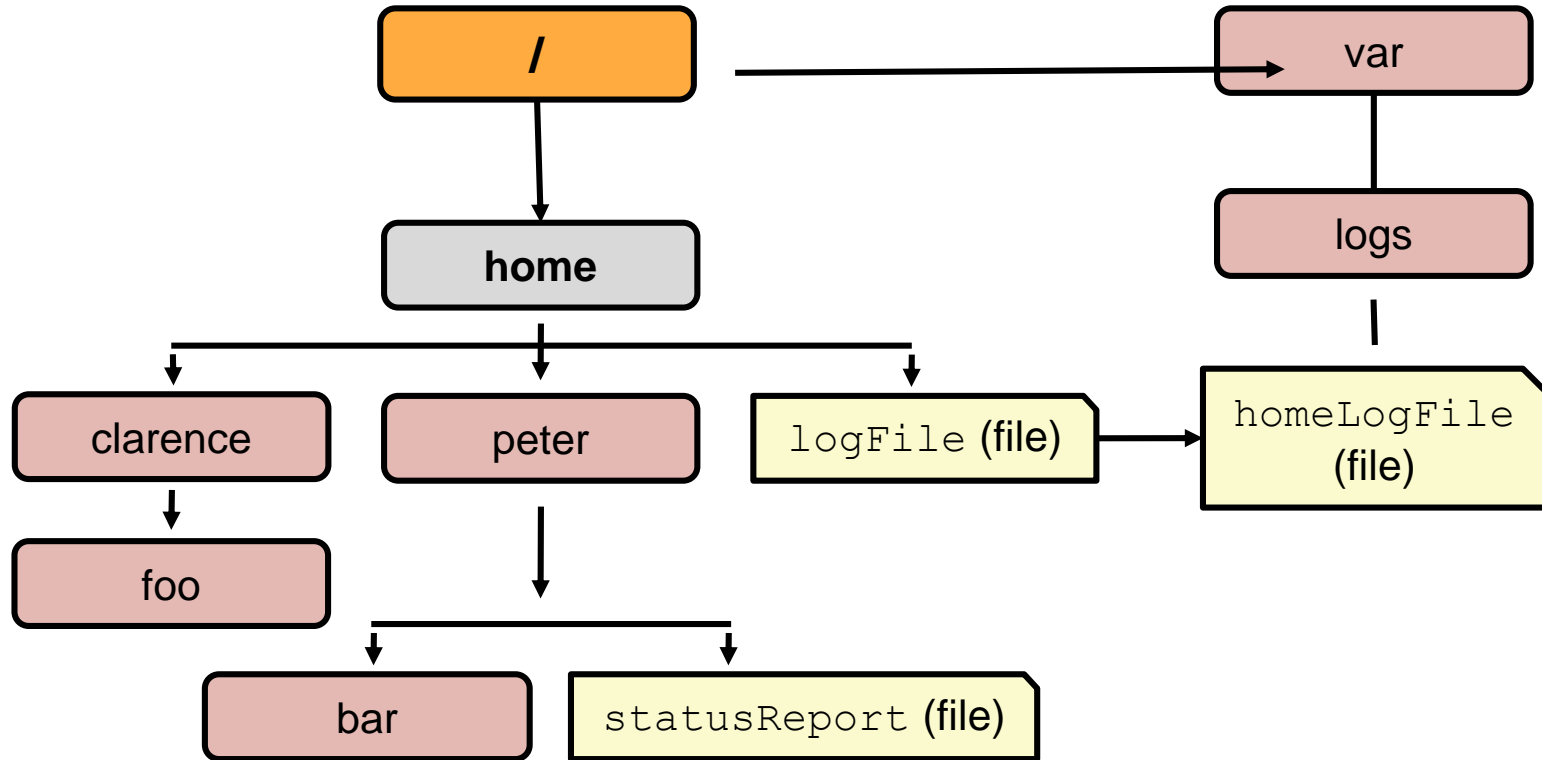 /
var
home
logs
clarence
peter
logFile (file)
homeLogFile
(file)
foo
bar
statusReport (file)